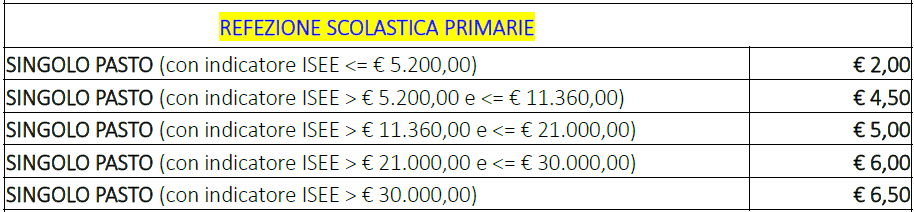 REFEZIONE SCOLASTICA PRIMARIE
SINGOLO PASTO (con indicatore ISEE <= € 5.200,00) € 2,00
SINGOLO PASTO (con indicatore ISEE > € 5.200,00 e <= € 11.360,00) € 4,50
SINGOLO PASTO (con indicatore ISEE > € 11.360,00 e <= € 21.000,00) € 5,00
SINGOLO PASTO (con indicatore ISEE > € 21.000,00 e <= € 30.000,00) € 6,00
SINGOLO PASTO (con indicatore ISEE > € 30.000,00) € 6,50